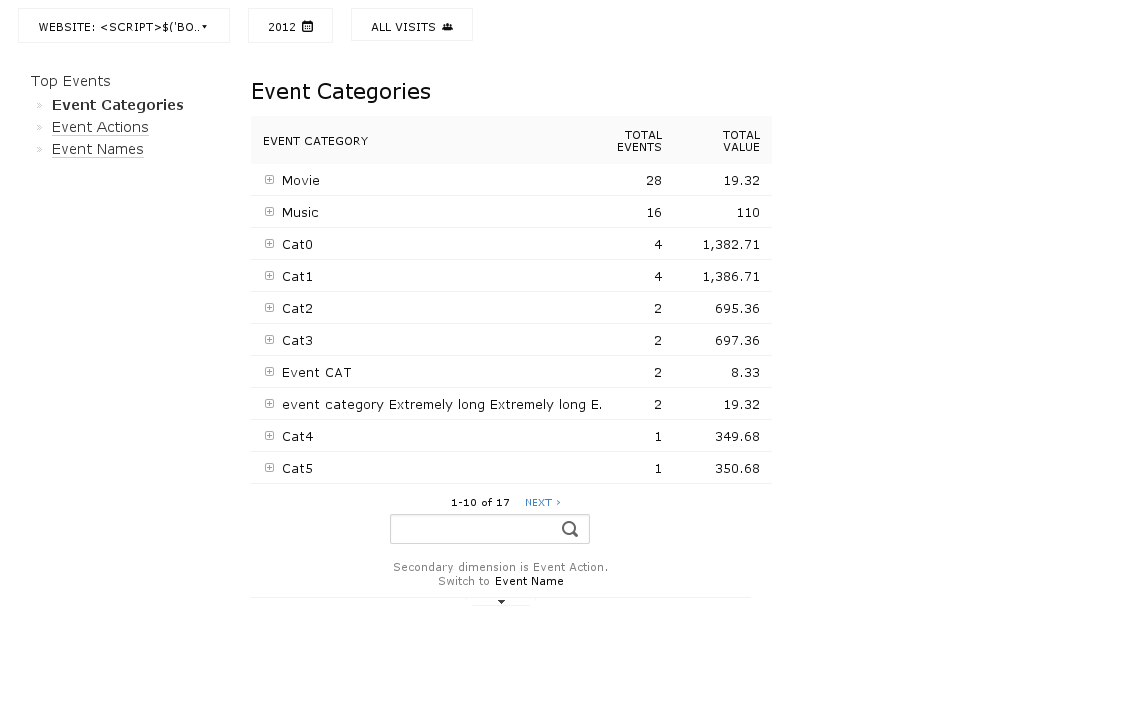 WEBSITE: <SCRIPT>$('BO..
2012
ALL VISITS
Top Events
» Event Categories
» Event Actions
» Event Names
Event Categories
EVENT CATEGORY TOTAL EVENTS TOTAL VALUE
Movie 28 19.32
Music 16 110
Cat0 4 1,382.71
Cat1 4 1,386.71
Cat2 2 695.36
Cat3 2 697.36
Event CAT 2 8.33
event category Extremely long Extremely long E. 2 19.32
Cat4 1 349.68
Cat5 1 350.68
1-10 of 17 NEXT ›
Secondary dimension is Event Action.
Switch to Event Name